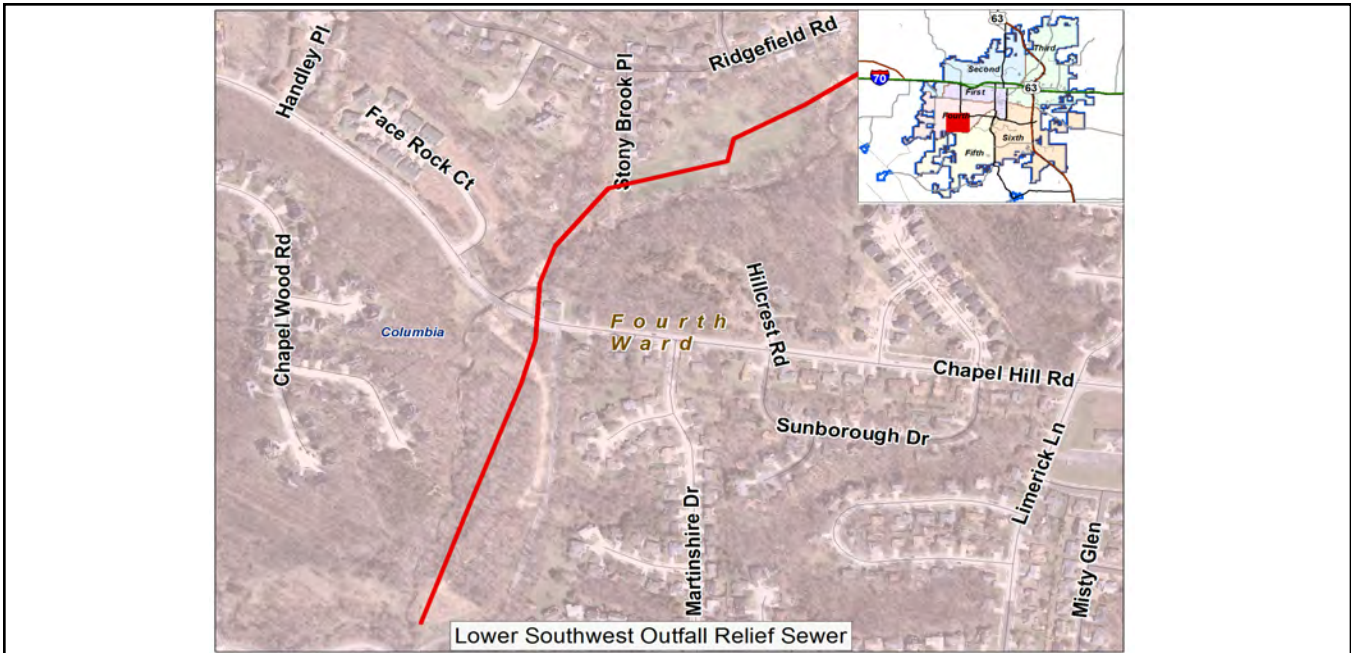 Handley Pl
Face Rock Ct
Stony Brook Pl
Ridgefield Rd
63
Third
Second
70
63
First
Fourth
Sixth
Fifth
Chapel Wood Rd
Columbia
Fourth
Ward
Hillcrest Rd
Chapel Hill Rd
Sunborough Dr
Limerick Ln
Martinshire Dr
Misty Glen
Lower Southwest Outfall Relief Sewer